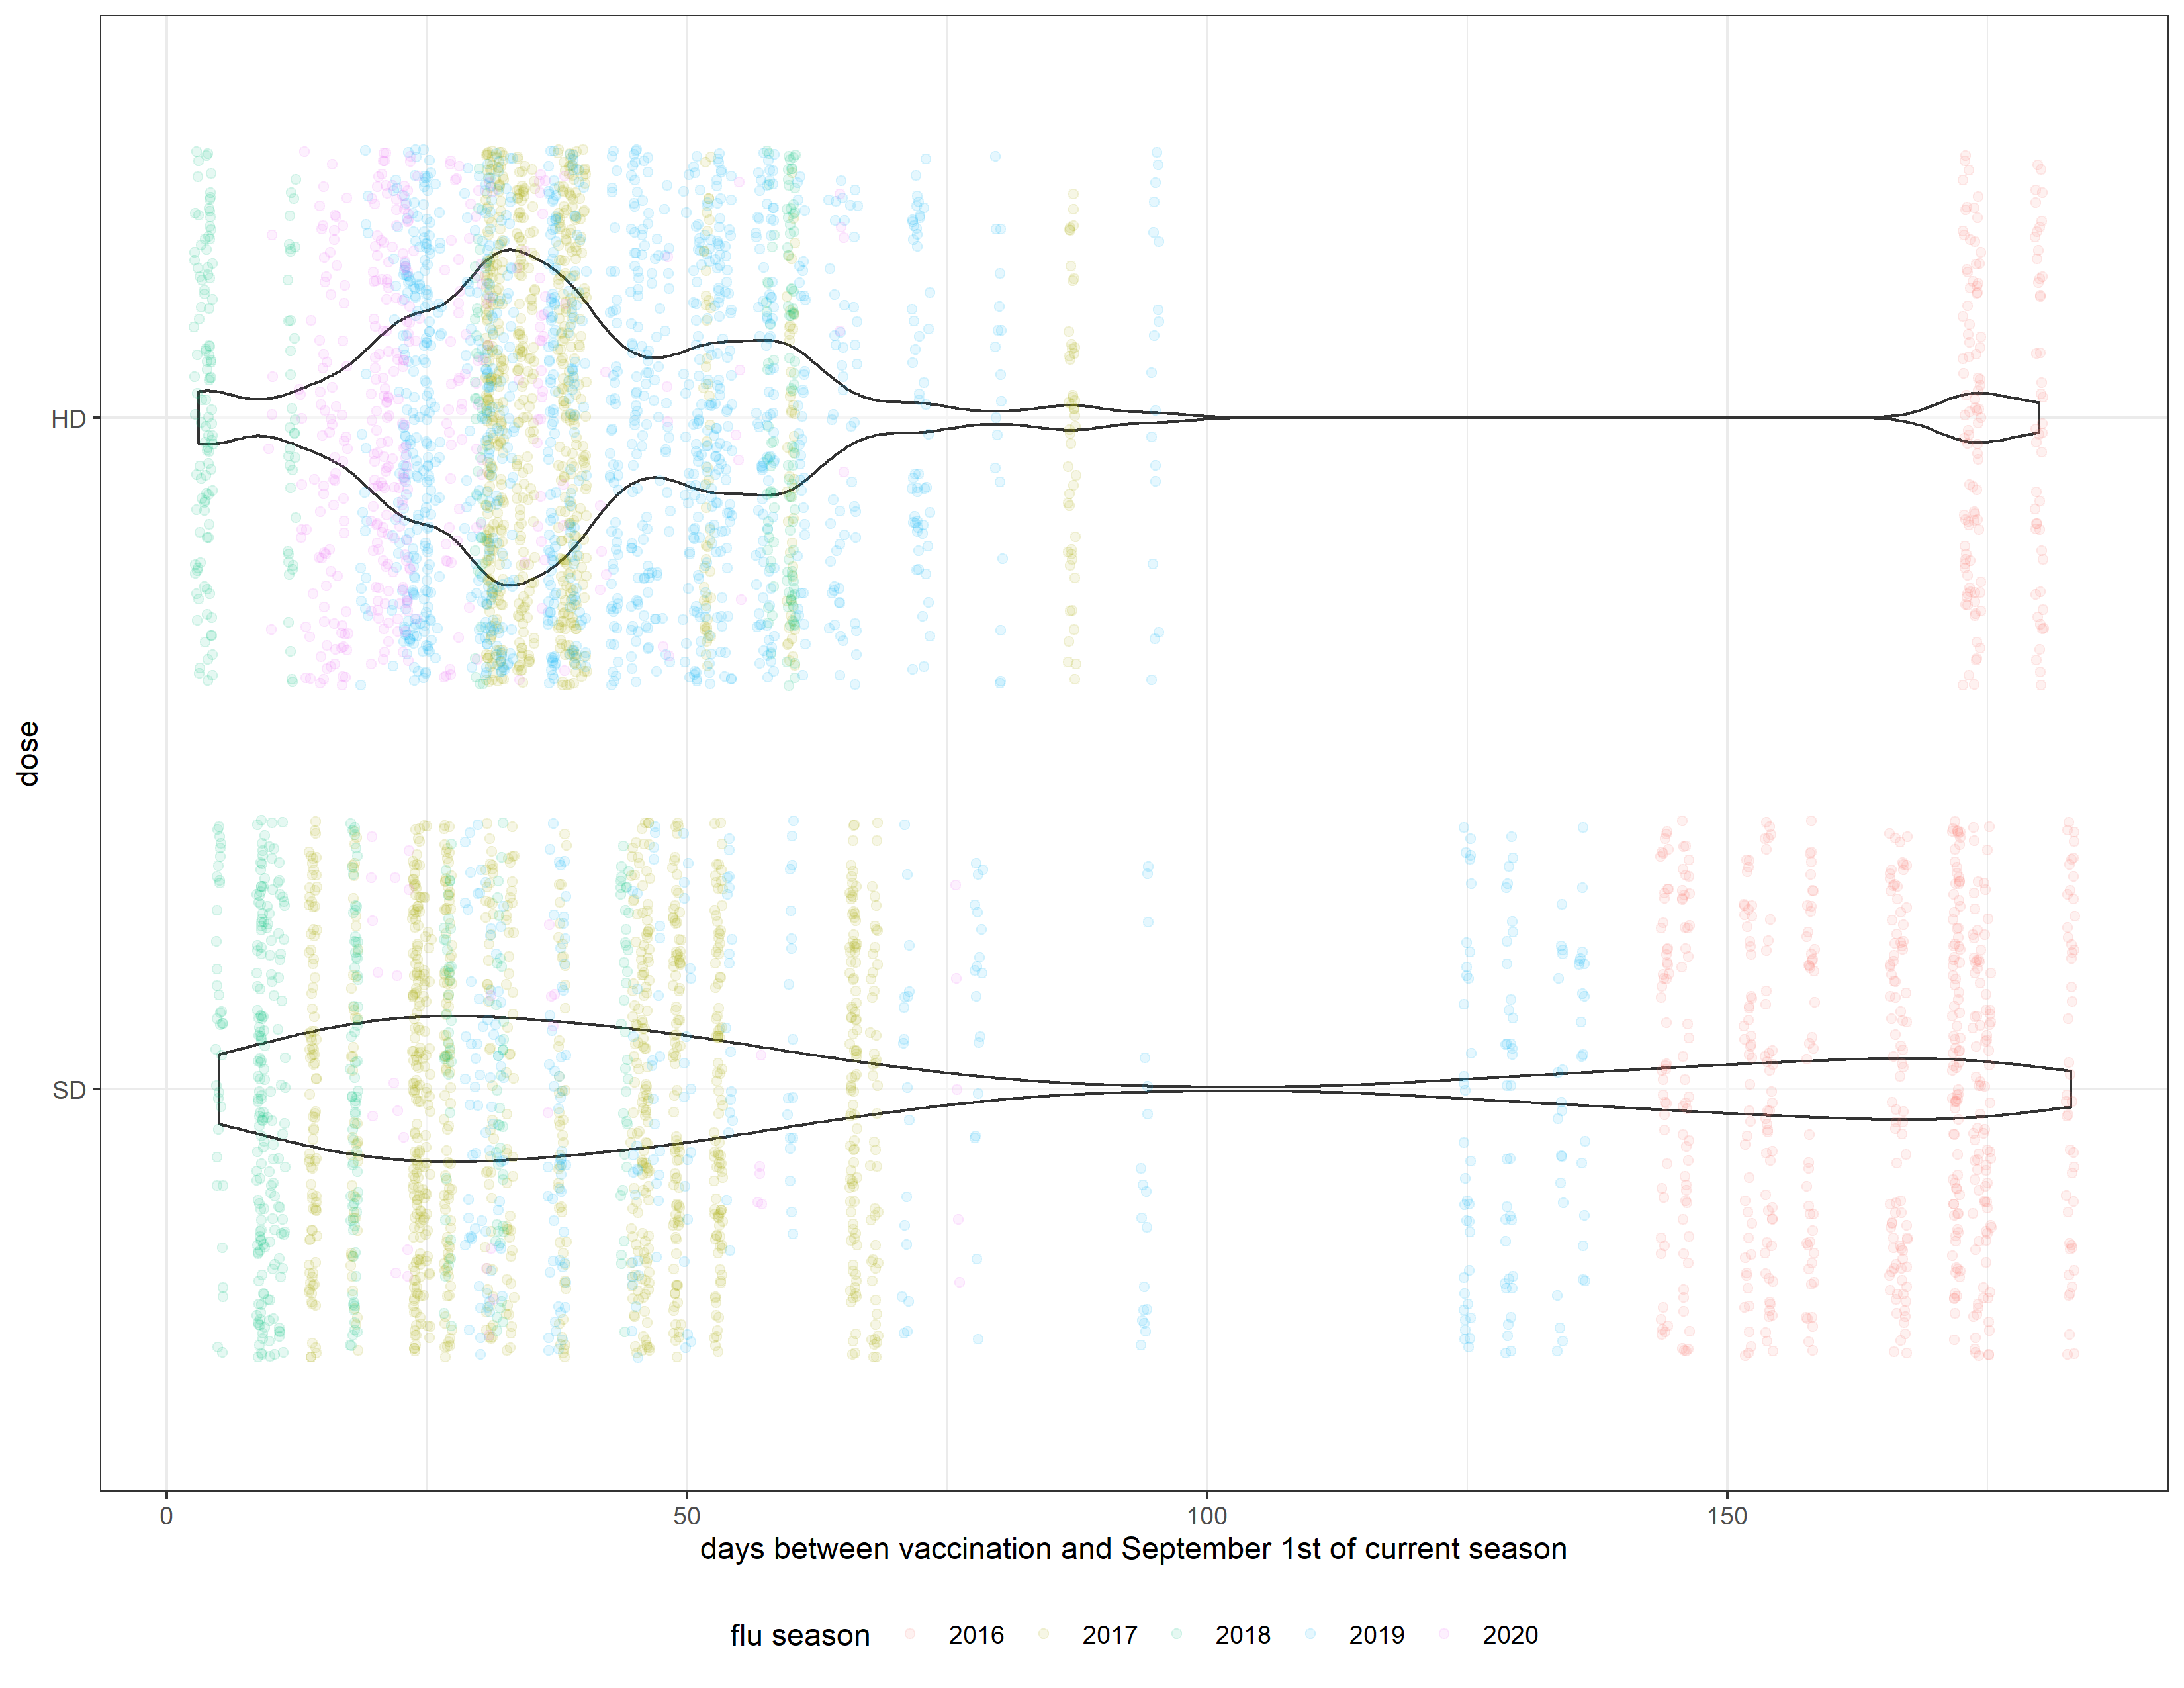 HD
dose
SD
0 50 100 150
days between vaccination and September 1st of current season
flu season 2016 2017 2018 2019 2020